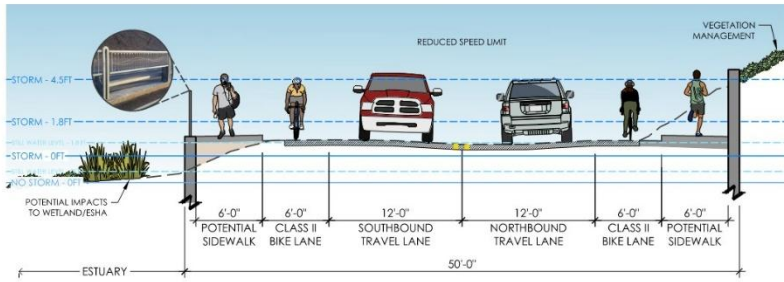 VEGETATION
MANAGEMENT
REDUCED SPEED LIMIT
STORM - 4.5FT
STORM - 1.8FT
STORM - 0FT
NO STORM - 0FT
POTENTIAL IMPACTS
TO WETLAND/ESHA
6'-0"
POTENTIAL
SIDEWALK
6'-0"
CLASS II
BIKE LANE
12'-0"
SOUTHBOUND
TRAVEL LANE
12'-0"
NORTHBOUND
TRAVEL LANE
6'-0"
CLASS II
BIKE LANE
6'-0"
POTENTIAL
SIDEWALK
ESTUARY
50'-0"